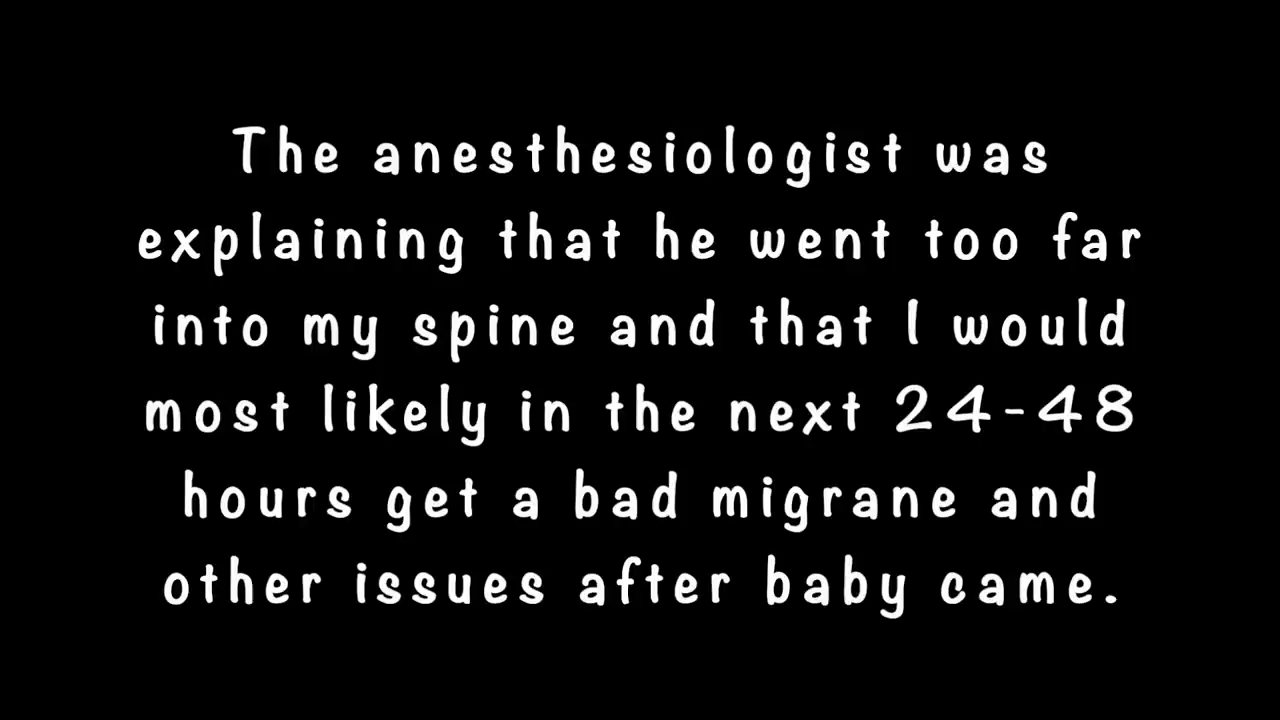 The anesthesiologist was
explaining that he went too far
into my spine and that I would
most likely in the next 24-48
hours get a bad migrane and
other issues after baby came.